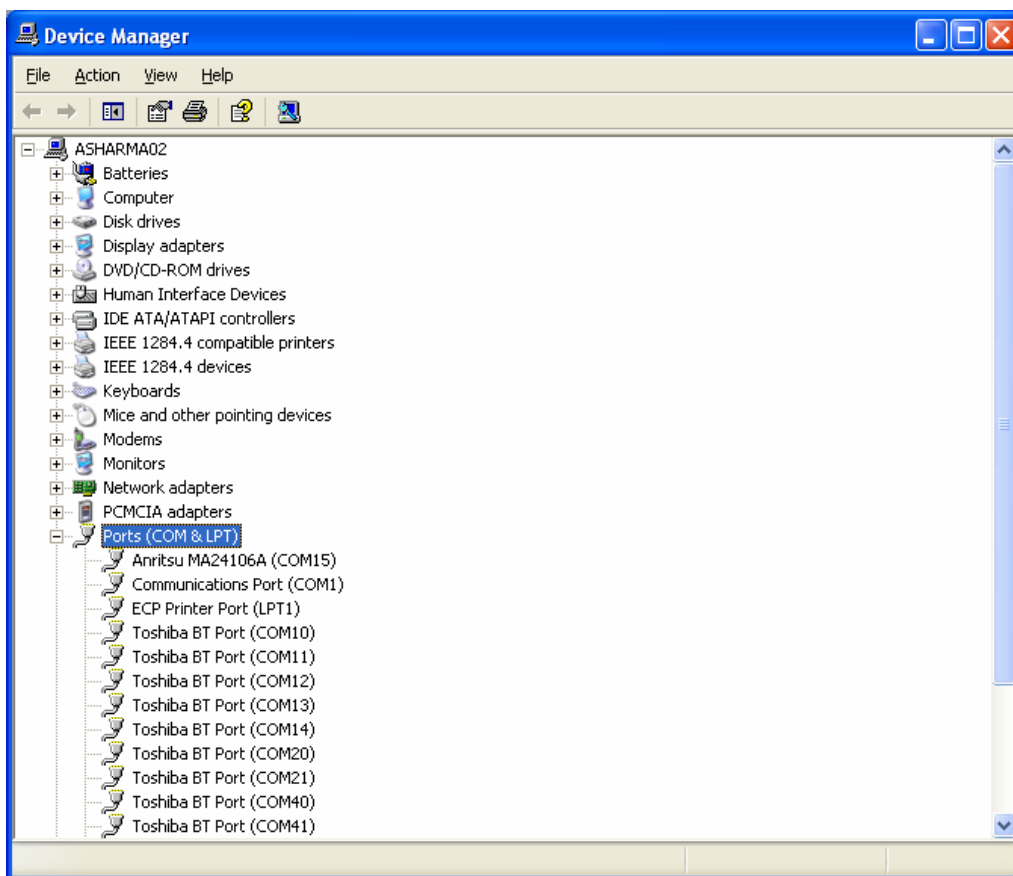 Device Manager
File Action View Help
ASHARMA02
Batteries
Computer
Disk drives
Display adapters
DVD/CD-ROM drives
Human Interface Devices
IDE ATA/ATAPI controllers
IEEE 1284.4 compatible printers
IEEE 1284.4 devices
Keyboards
Mice and other pointing devices
Modems
Monitors
Network adapters
PCMCIA adapters
Ports (COM & LPT)
Anritsu MA24106A (COM15)
Communications Port (COM1)
ECP Printer Port (LPT1)
Toshiba BT Port (COM10)
Toshiba BT Port (COM11)
Toshiba BT Port (COM12)
Toshiba BT Port (COM13)
Toshiba BT Port (COM14)
Toshiba BT Port (COM20)
Toshiba BT Port (COM21)
Toshiba BT Port (COM40)
Toshiba BT Port (COM41)